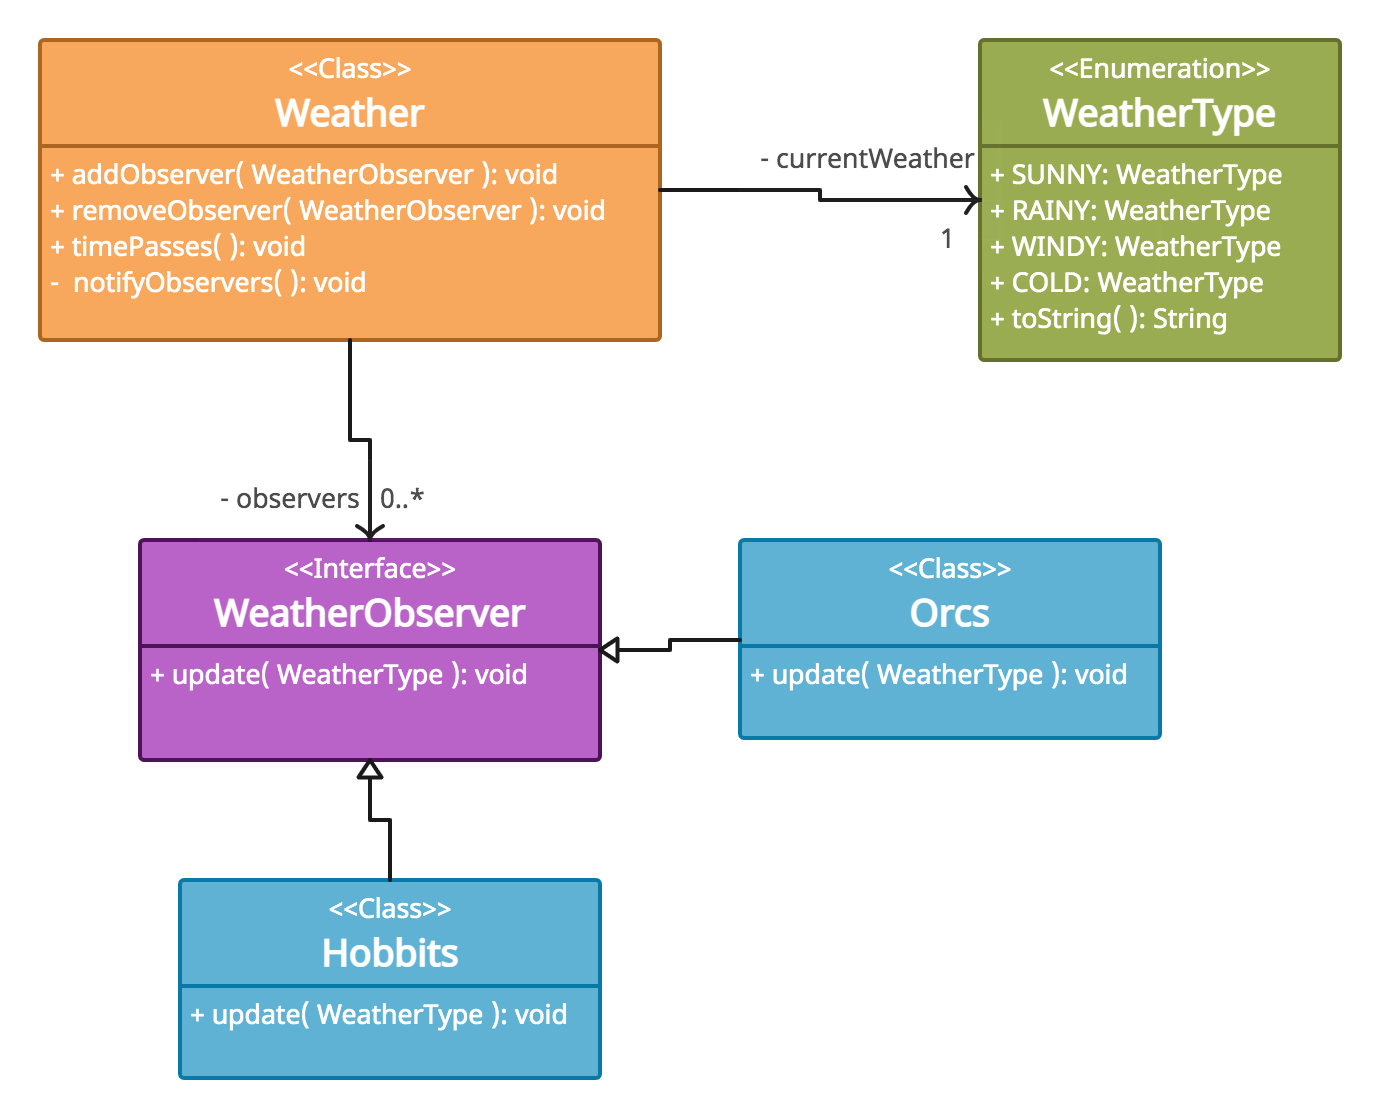 <<Class>>
Weather
+ addObserver( WeatherObserver ): void
+ removeObserver( WeatherObserver ): void
+ timePasses( ): void
- notifyObservers( ): void
- currentWeather
1
<<Enumeration>>
WeatherType
+ SUNNY: WeatherType
+ RAINY: WeatherType
+ WINDY: WeatherType
+ COLD: WeatherType
+ toString( ): String
- observers 0..*
<<Interface>>
WeatherObserver
+ update( WeatherType ): void
<<Class>>
Orcs
+ update( WeatherType ): void
<<Class>>
Hobbits
+ update( WeatherType ): void